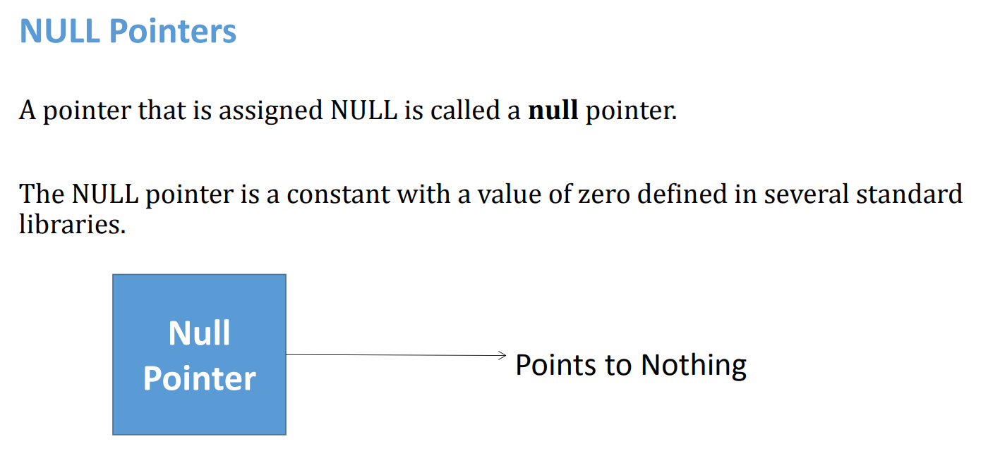 NULL Pointers
A pointer that is assigned NULL is called a null pointer.
The NULL pointer is a constant with a value of zero defined in several standard
libraries.
Null
Pointer
Points to Nothing